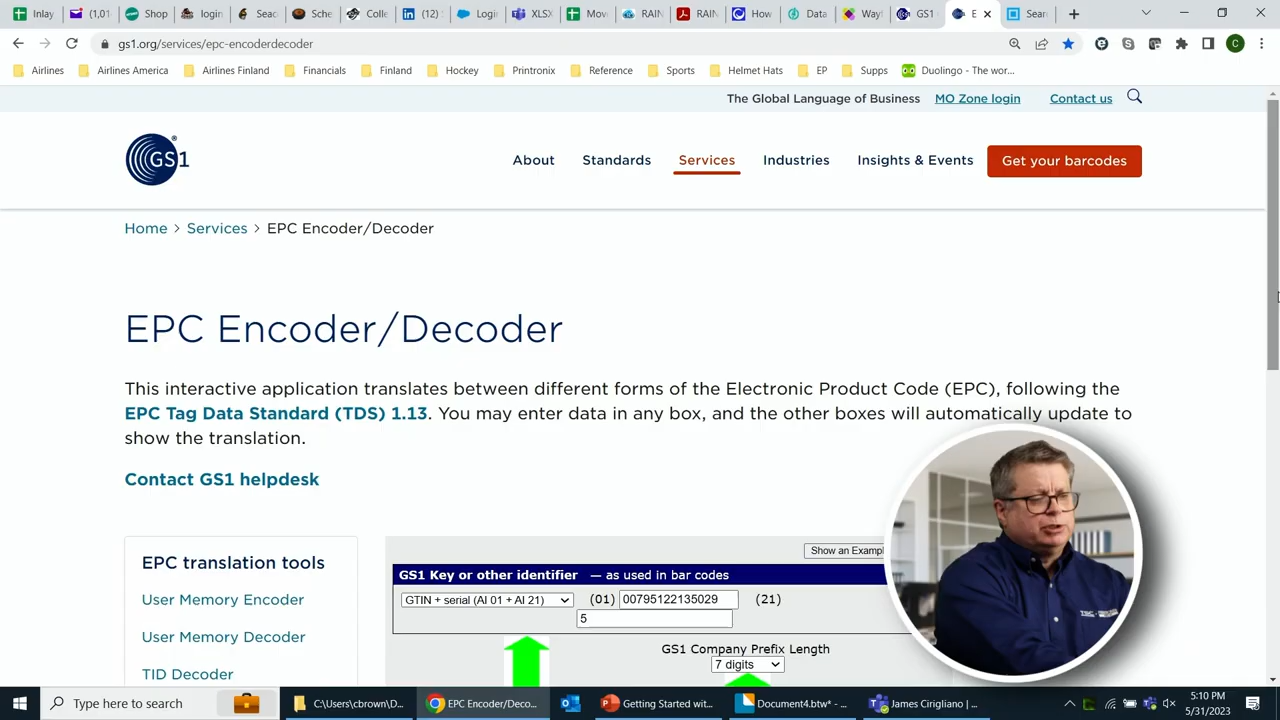 Inlay
1,01
Shop
login
Seac
Sche
Colle
(12)
Login
XLSX
Move
RAIN
RAIN
How
Data
Way
GS1
E
Sear
gs1.org/services/epc-encoderdecoder
C
Airlines
Airlines America
Airlines Finland
Financials
Finland
Hockey
Printronix
Reference
Sports
Helmet Hats
EP
Supps
Duolingo - The wor...
The Global Language of Business
MO Zone login
Contact us
GS1
About
Standards
Services
Industries
Insights & Events
Get your barcodes
Home > Services > EPC Encoder/Decoder
EPC Encoder/Decoder
This interactive application translates between different forms of the Electronic Product Code (EPC), following the
EPC Tag Data Standard (TDS) 1.13. You may enter data in any box, and the other boxes will automatically update to
show the translation.
Contact GS1 helpdesk
EPC translation tools
User Memory Encoder
User Memory Decoder
TID Decoder
Show an Exampl
GS1 Key or other identifier — as used in bar codes
GTIN + serial (AI 01 + AI 21) (01) 00795122135029 (21)
5
GS1 Company Prefix Length
7 digits
Type here to search
C:\Users\cbrown\D...
EPC Encoder/Deco...
Getting Started wit...
Document4.btw* - ...
James Cirigliano | ...
5:10 PM
5/31/2023